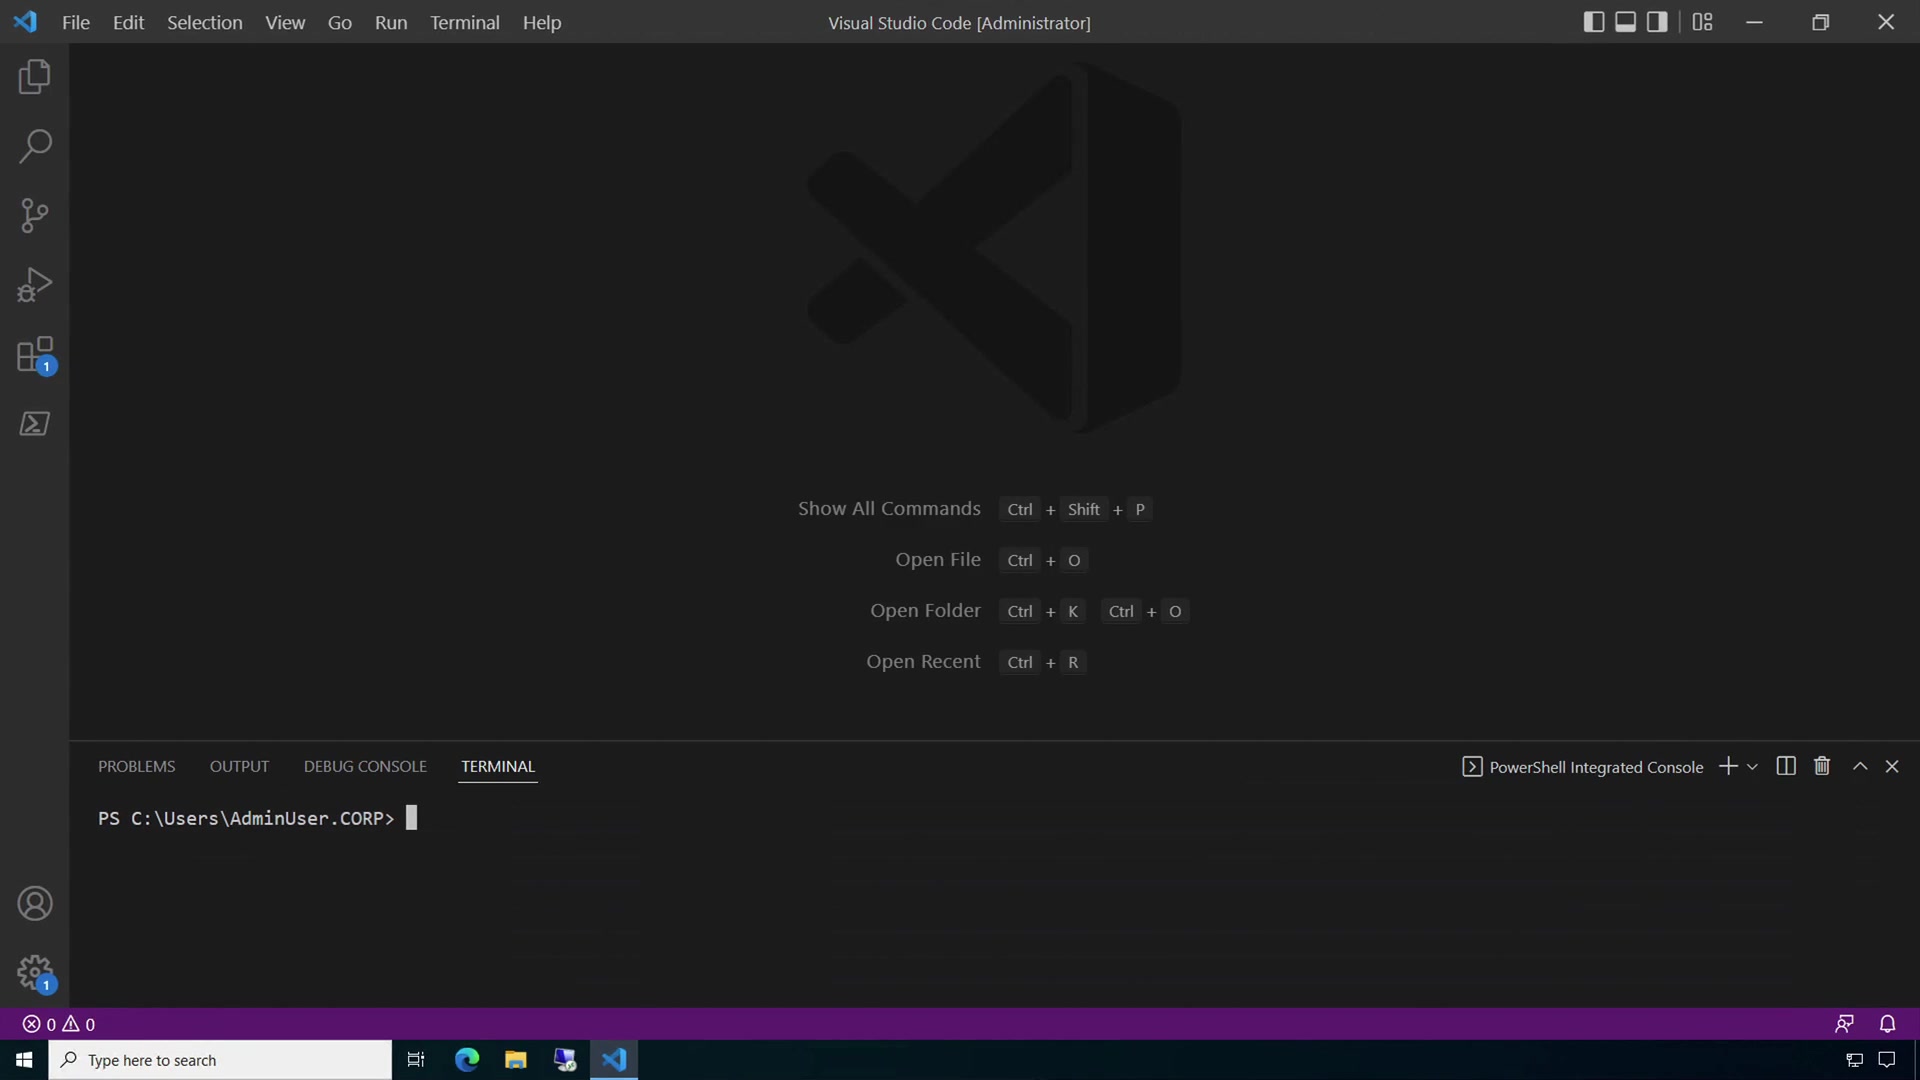 File Edit Selection View Go Run Terminal Help Visual Studio Code [Administrator]
1
Show All Commands Ctrl + Shift + P
Open File Ctrl + O
Open Folder Ctrl + K Ctrl + O
Open Recent Ctrl + R
PROBLEMS OUTPUT DEBUG CONSOLE TERMINAL PowerShell Integrated Console
PS C:\Users\AdminUser.CORP>
1
0 0
Type here to search